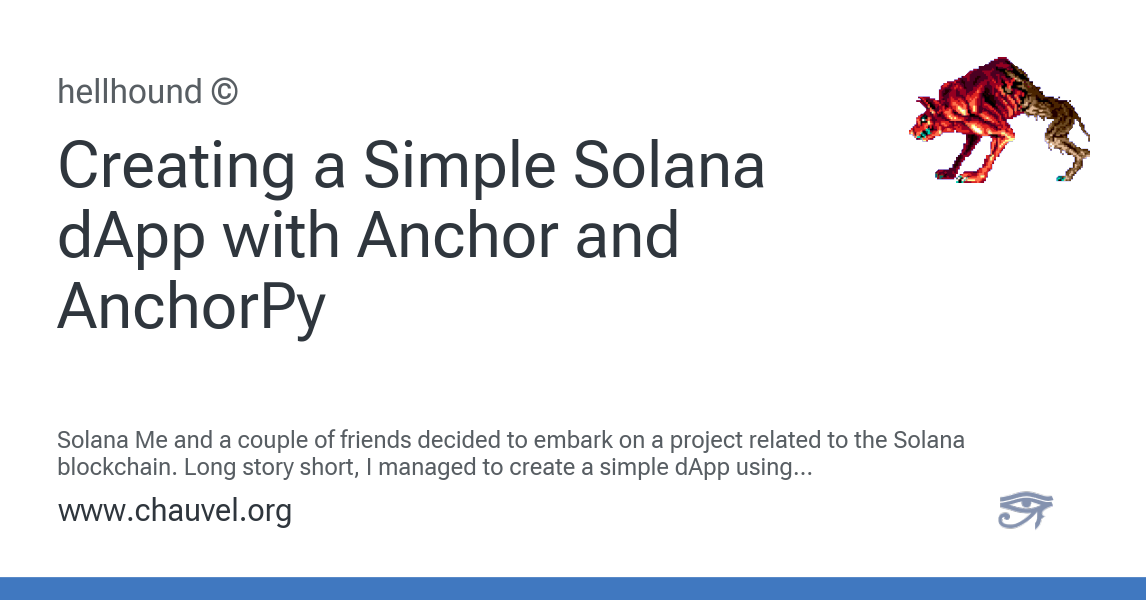 hellhound ©
Creating a Simple Solana
dApp with Anchor and
AnchorPy
Solana Me and a couple of friends decided to embark on a project related to the Solana
blockchain. Long story short, I managed to create a simple dApp using...
www.chauvel.org